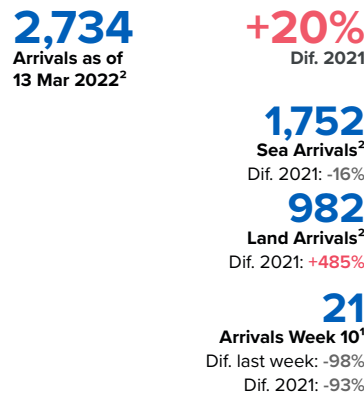 2,734
Arrivals as of
13 Mar 2022²
+20%
Dif. 2021
1,752
Sea Arrivals²
Dif. 2021: -16%
982
Land Arrivals²
Dif. 2021: +485%
21
Arrivals Week 10¹
Dif. last week: -98%
Dif. 2021: -93%